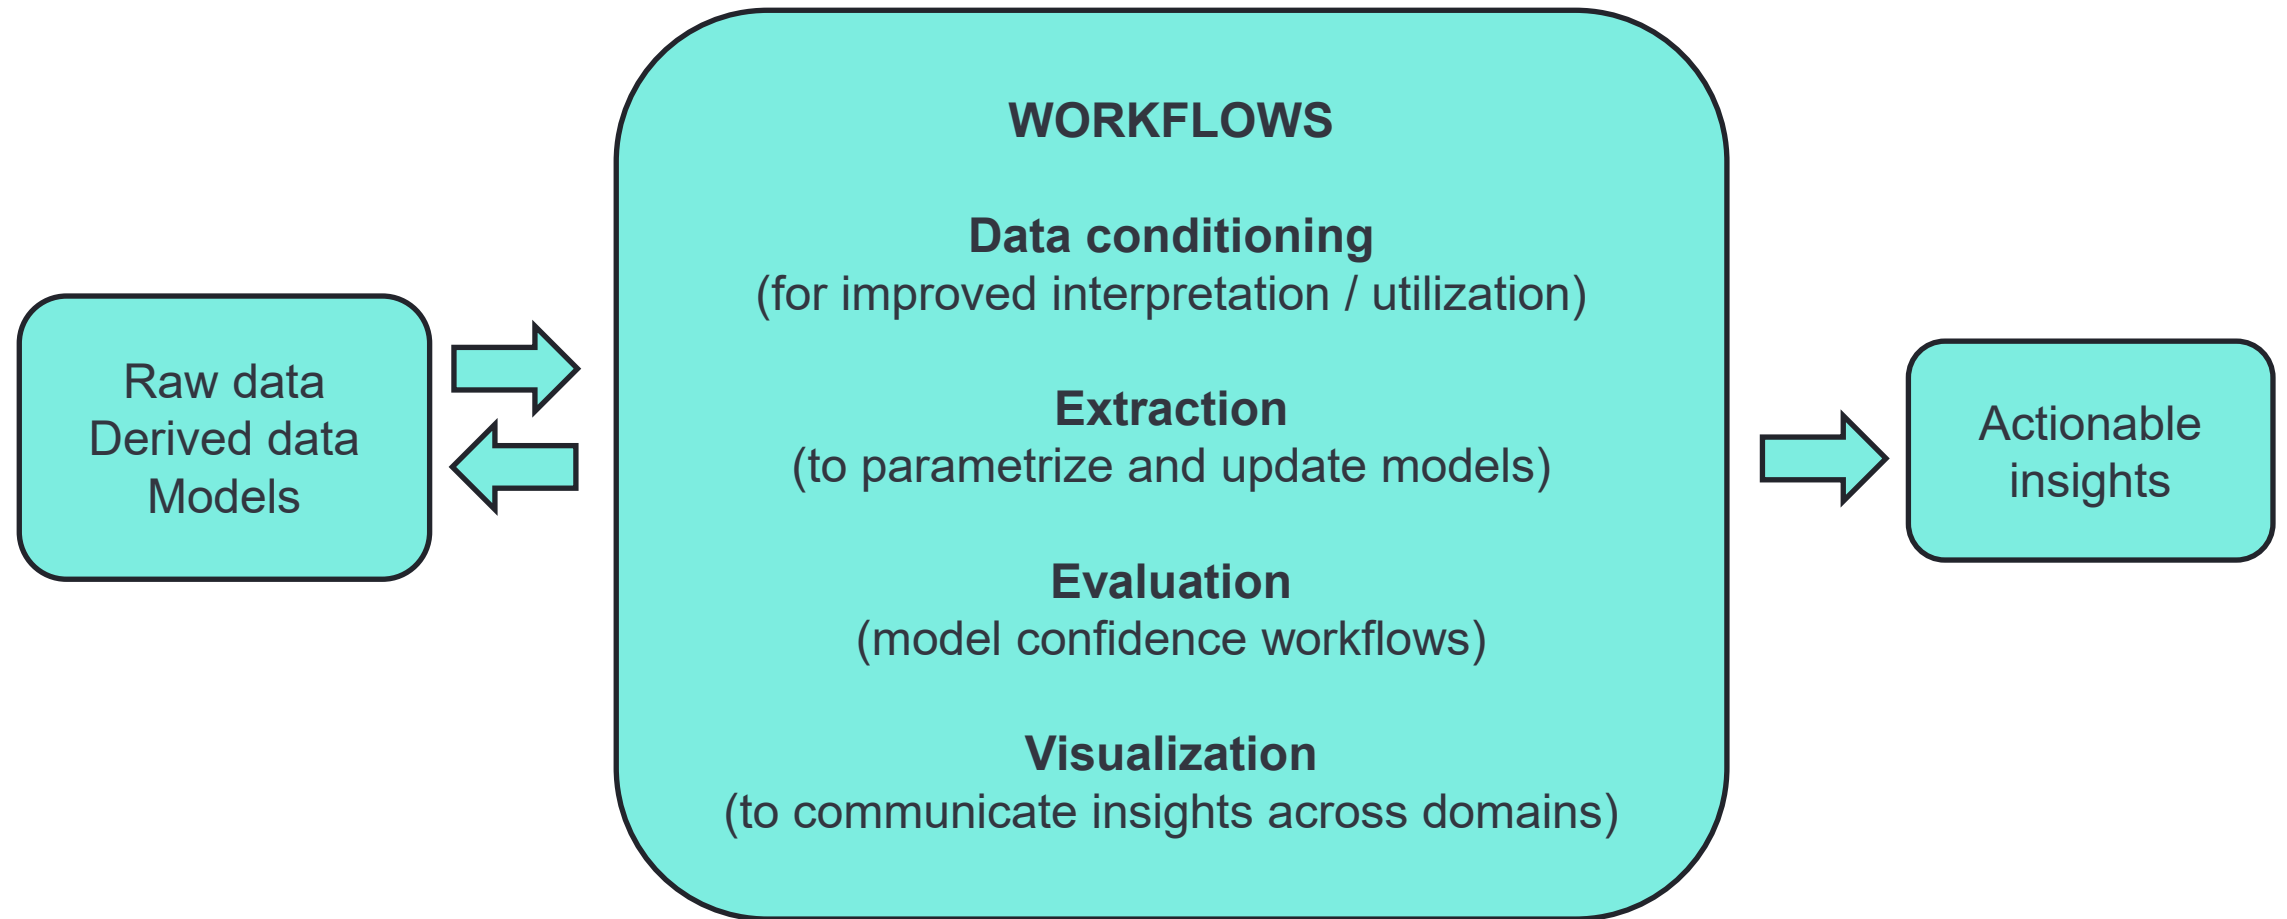 Raw data
Derived data
Models
WORKFLOWS
Data conditioning
(for improved interpretation / utilization)
Extraction
(to parametrize and update models)
Evaluation
(model confidence workflows)
Visualization
(to communicate insights across domains)
Actionable
insights